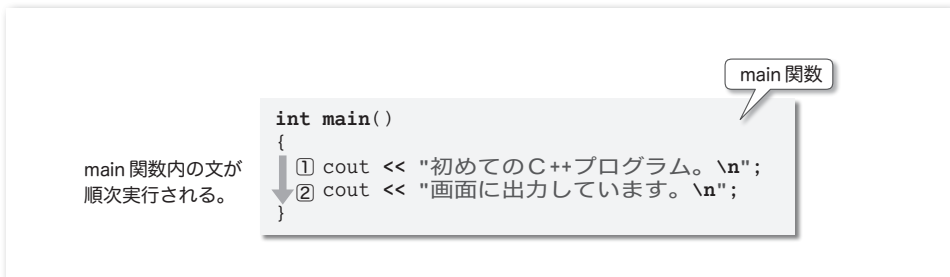 main 関数
int main()
{
① cout << "初めてのC++プログラム。\n";
② cout << "画面に出力しています。\n";
}
main 関数内の文が
順次実行される。